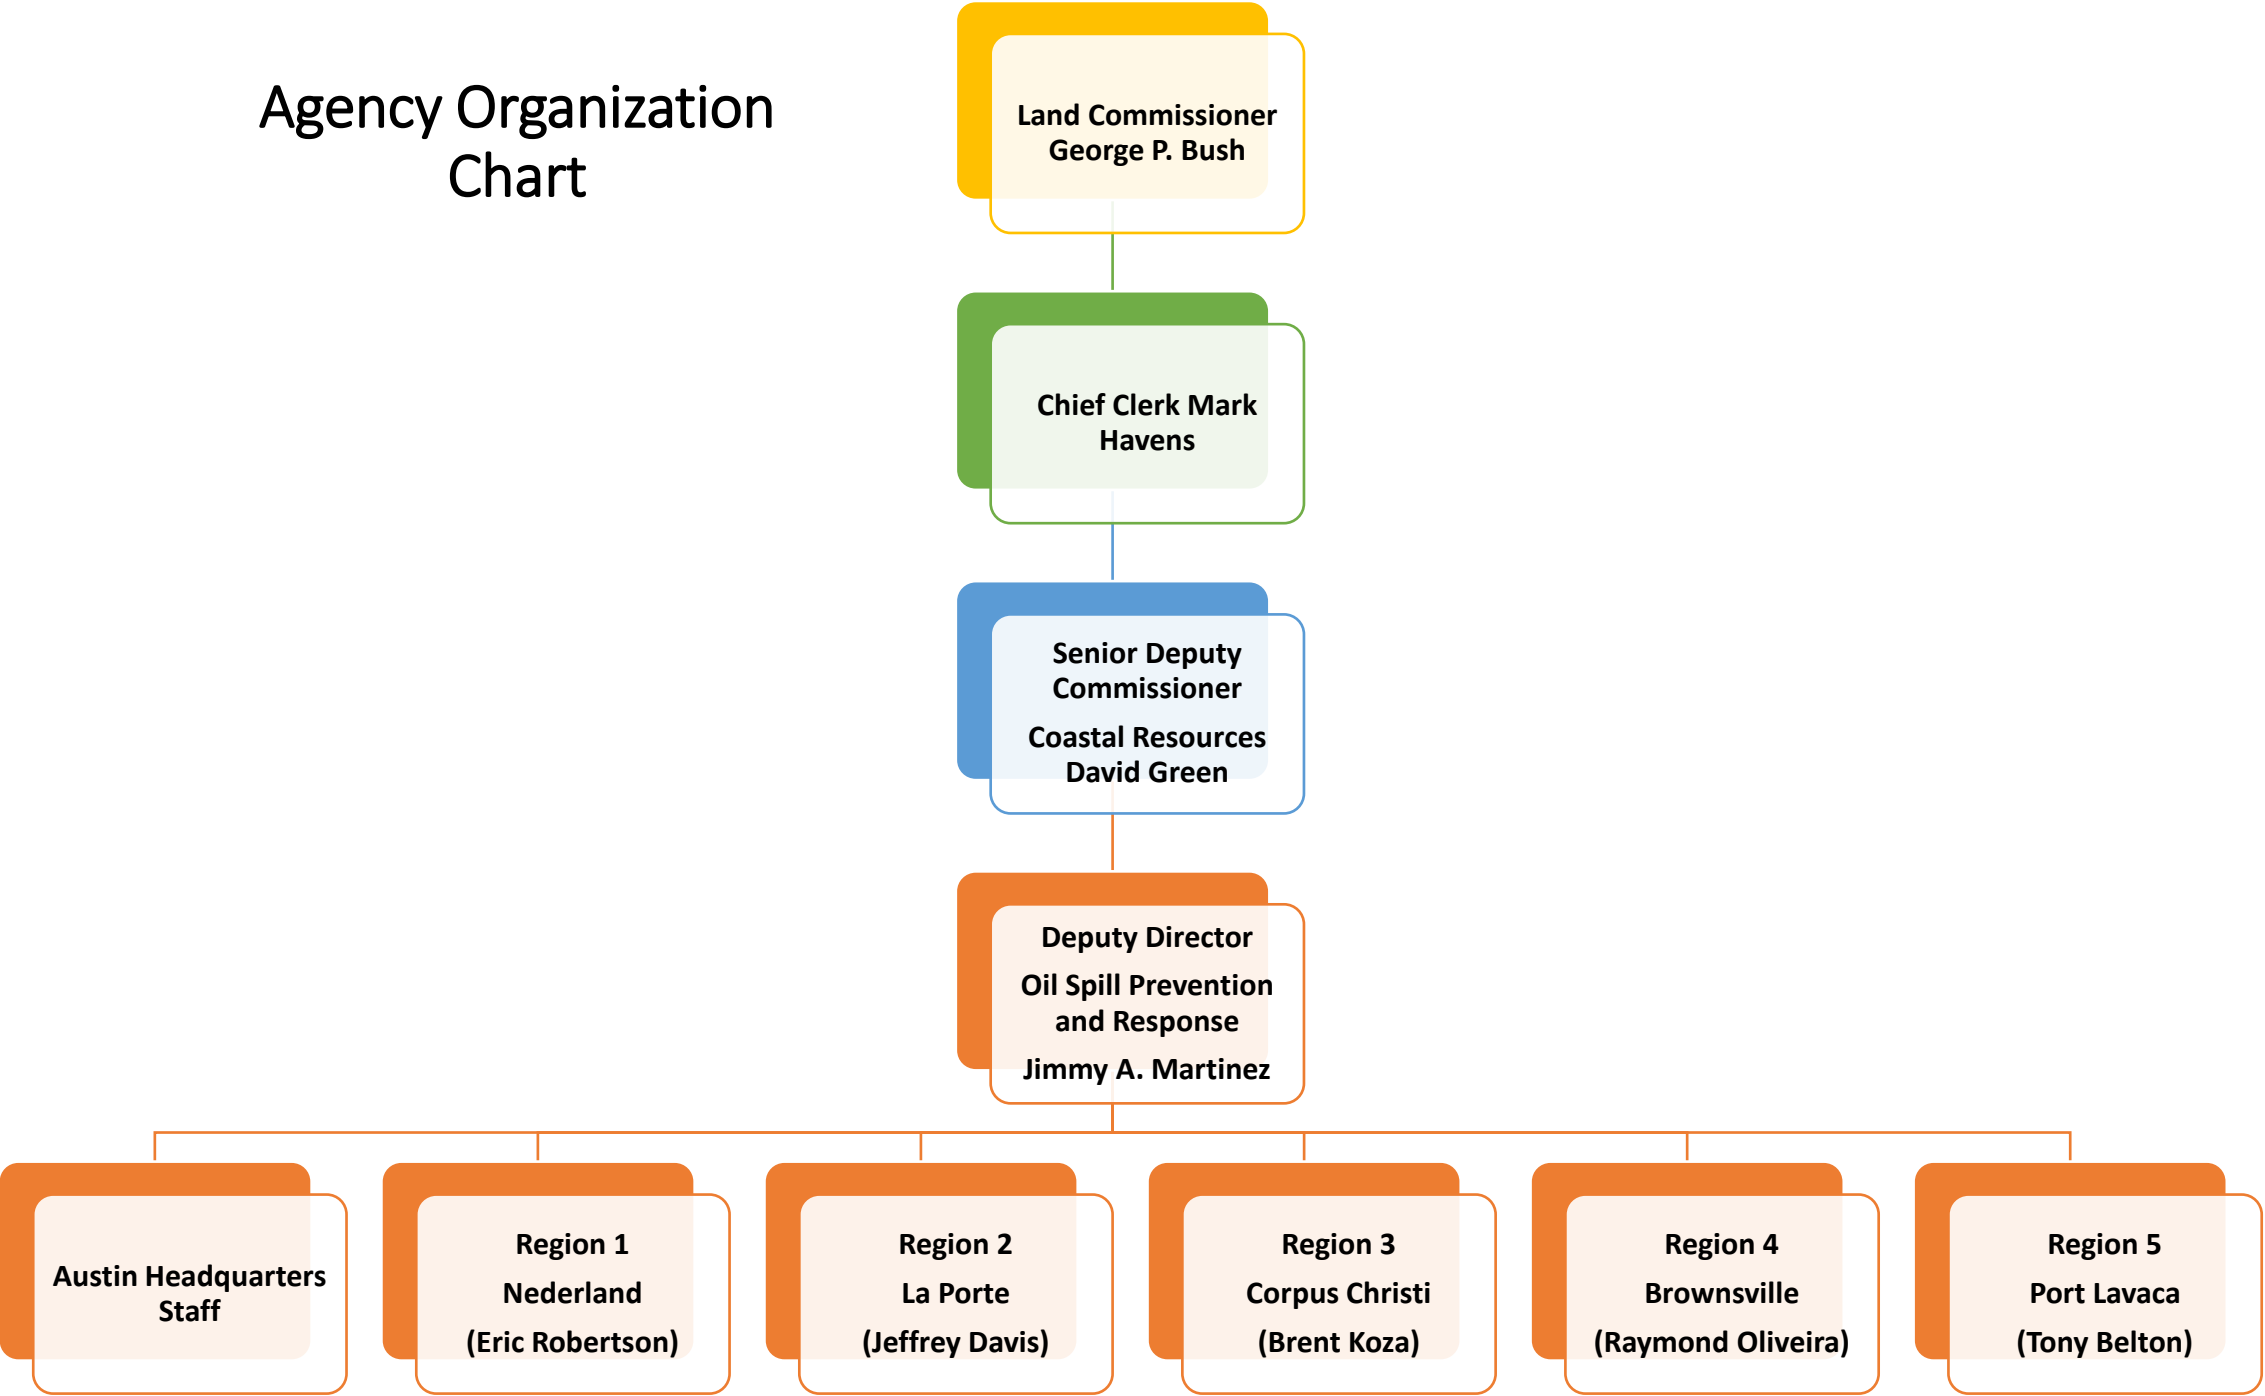 Agency Organization
Chart
Land Commissioner
George P. Bush
Chief Clerk Mark
Havens
Senior Deputy
Commissioner
Coastal Resources
David Green
Deputy Director
Oil Spill Prevention
and Response
Jimmy A. Martinez
Austin Headquarters
Staff
Region 1
Nederland
(Eric Robertson)
Region 2
La Porte
(Jeffrey Davis)
Region 3
Corpus Christi
(Brent Koza)
Region 4
Brownsville
(Raymond Oliveira)
Region 5
Port Lavaca
(Tony Belton)